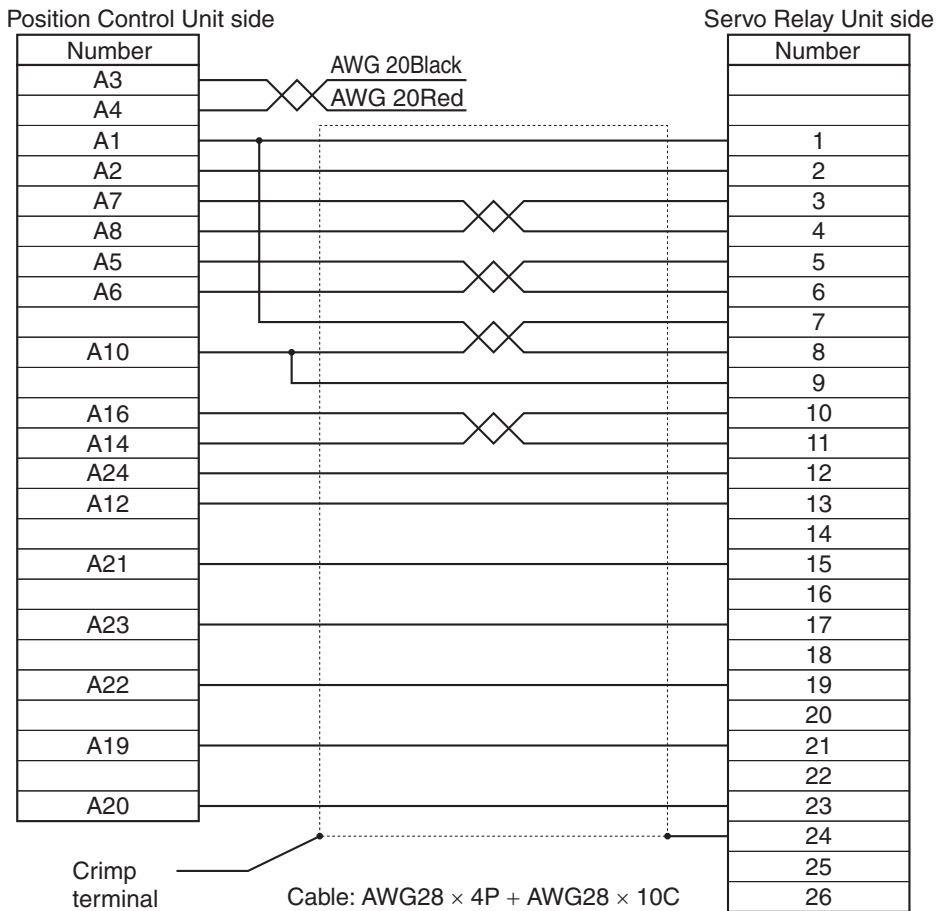 Position Control Unit side
Servo Relay Unit side
Number
Number
A3
AWG 20Black
A4
AWG 20Red
A1
1
A2
2
A7
3
A8
4
A5
5
A6
6
7
A10
8
9
A16
10
A14
11
A24
12
A12
13
14
A21
15
16
A23
17
18
A22
19
20
A19
21
22
A20
23
24
25
26
Crimp
terminal
Cable: AWG28 × 4P + AWG28 × 10C